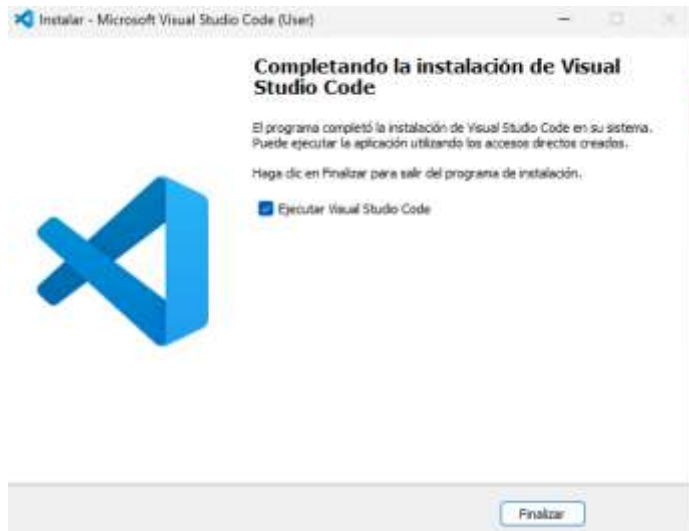 Instalar - Microsoft Visual Studio Code (User)
Completando la instalación de Visual
Studio Code
El programa completó la instalación de Visual Studio Code en su sistema.
Puede ejecutar la aplicación utilizando los accesos directos creados.
Haga clic en Finalizar para salir del programa de instalación.
Ejecutar Visual Studio Code
Finalizar